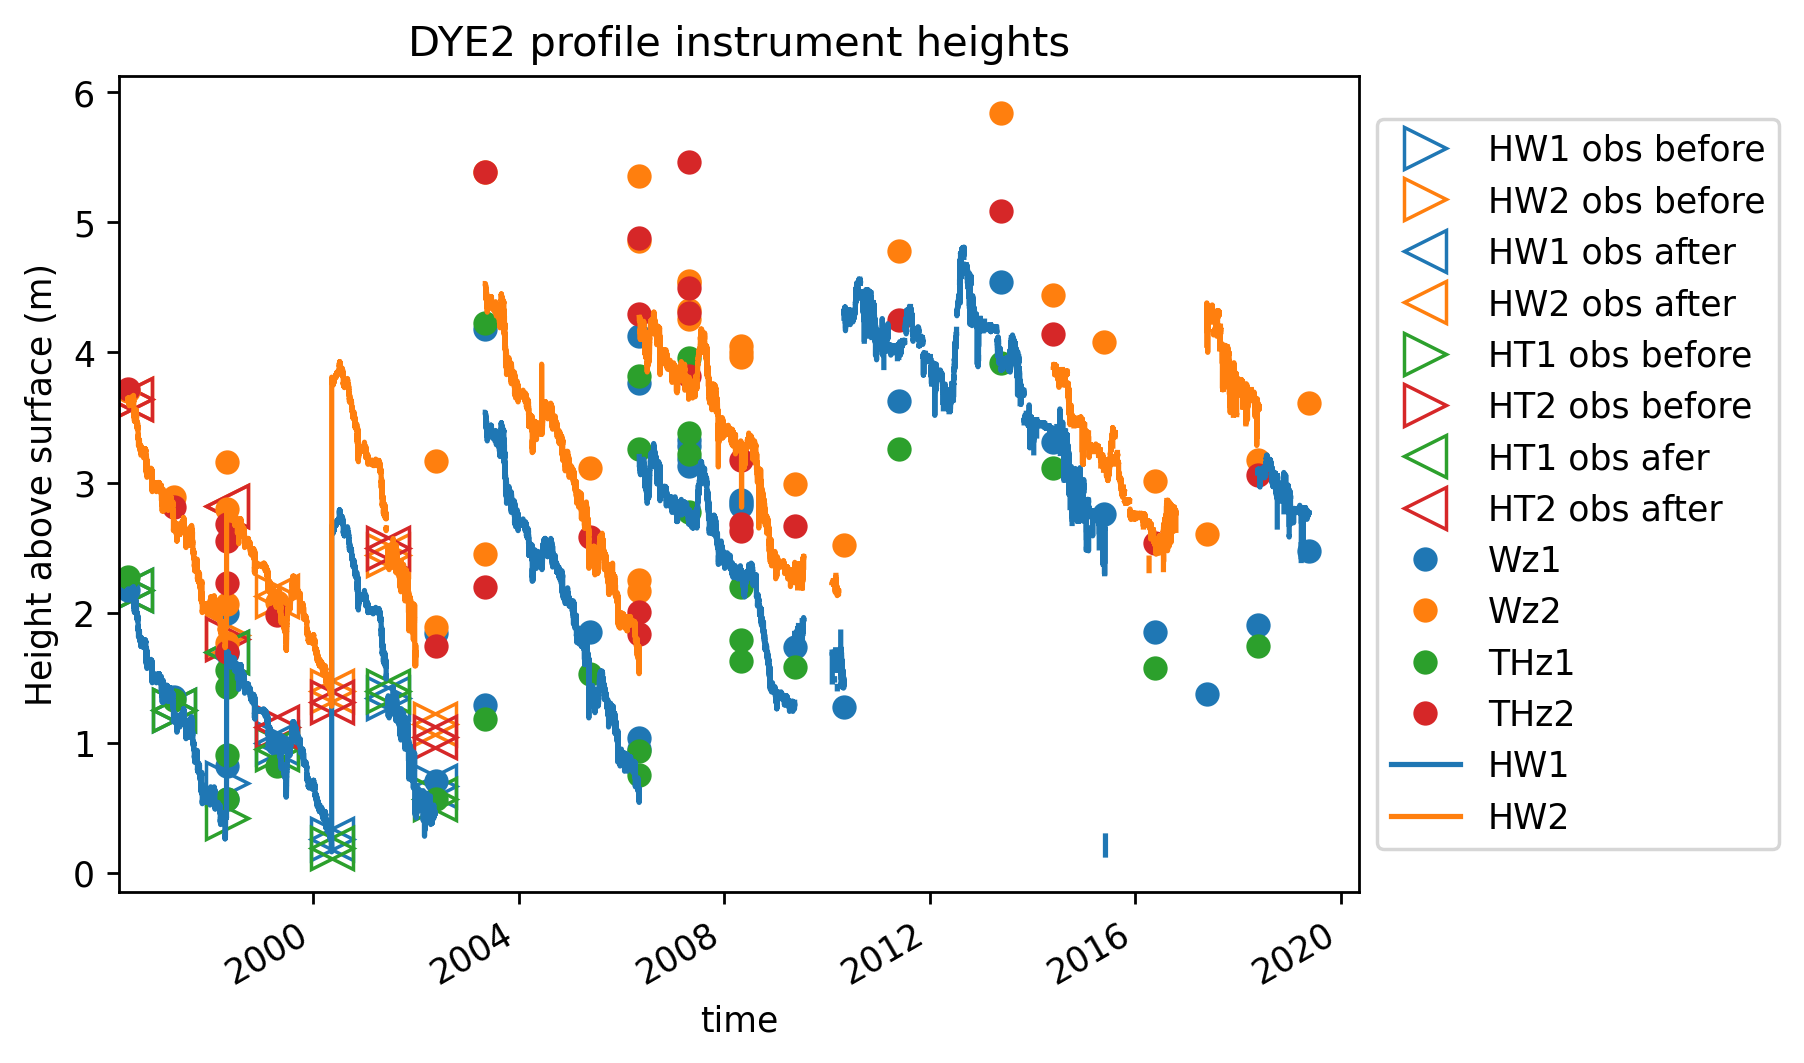 DYE2 profile instrument heights
Height above surface (m)
6
5
4
3
2
1
0
2000
2004
2008
2012
2016
2020
time
HW1 obs before
HW2 obs before
HW1 obs after
HW2 obs after
HT1 obs before
HT2 obs before
HT1 obs afer
HT2 obs after
Wz1
Wz2
THz1
THz2
HW1
HW2